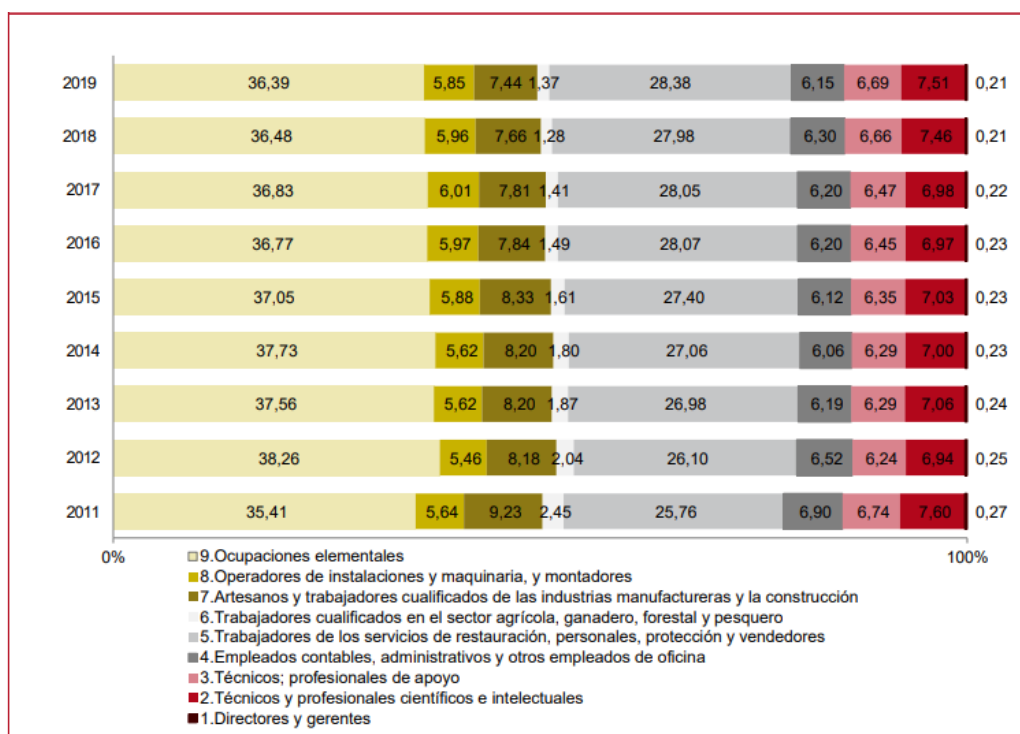 2019 36,39 5,85 7,44 1,37 28,38 6,15 6,69 7,51 0,21
2018 36,48 5,96 7,66 1,28 27,98 6,30 6,66 7,46 0,21
2017 36,83 6,01 7,81 1,41 28,05 6,20 6,47 6,98 0,22
2016 36,77 5,97 7,84 1,49 28,07 6,20 6,45 6,97 0,23
2015 37,05 5,88 8,33 1,61 27,40 6,12 6,35 7,03 0,23
2014 37,73 5,62 8,20 1,80 27,06 6,06 6,29 7,00 0,23
2013 37,56 5,62 8,20 1,87 26,98 6,19 6,29 7,06 0,24
2012 38,26 5,46 8,18 2,04 26,10 6,52 6,24 6,94 0,25
2011 35,41 5,64 9,23 2,45 25,76 6,90 6,74 7,60 0,27
0% 100%
9.Ocupaciones elementales
8.Operadores de instalaciones y maquinaria, y montadores
7.Artesanos y trabajadores cualificados de las industrias manufactureras y la construcción
6.Trabajadores cualificados en el sector agrícola, ganadero, forestal y pesquero
5.Trabajadores de los servicios de restauración, personales, protección y vendedores
4.Empleados contables, administrativos y otros empleados de oficina
3.Técnicos; profesionales de apoyo
2.Técnicos y profesionales científicos e intelectuales
1.Directores y gerentes